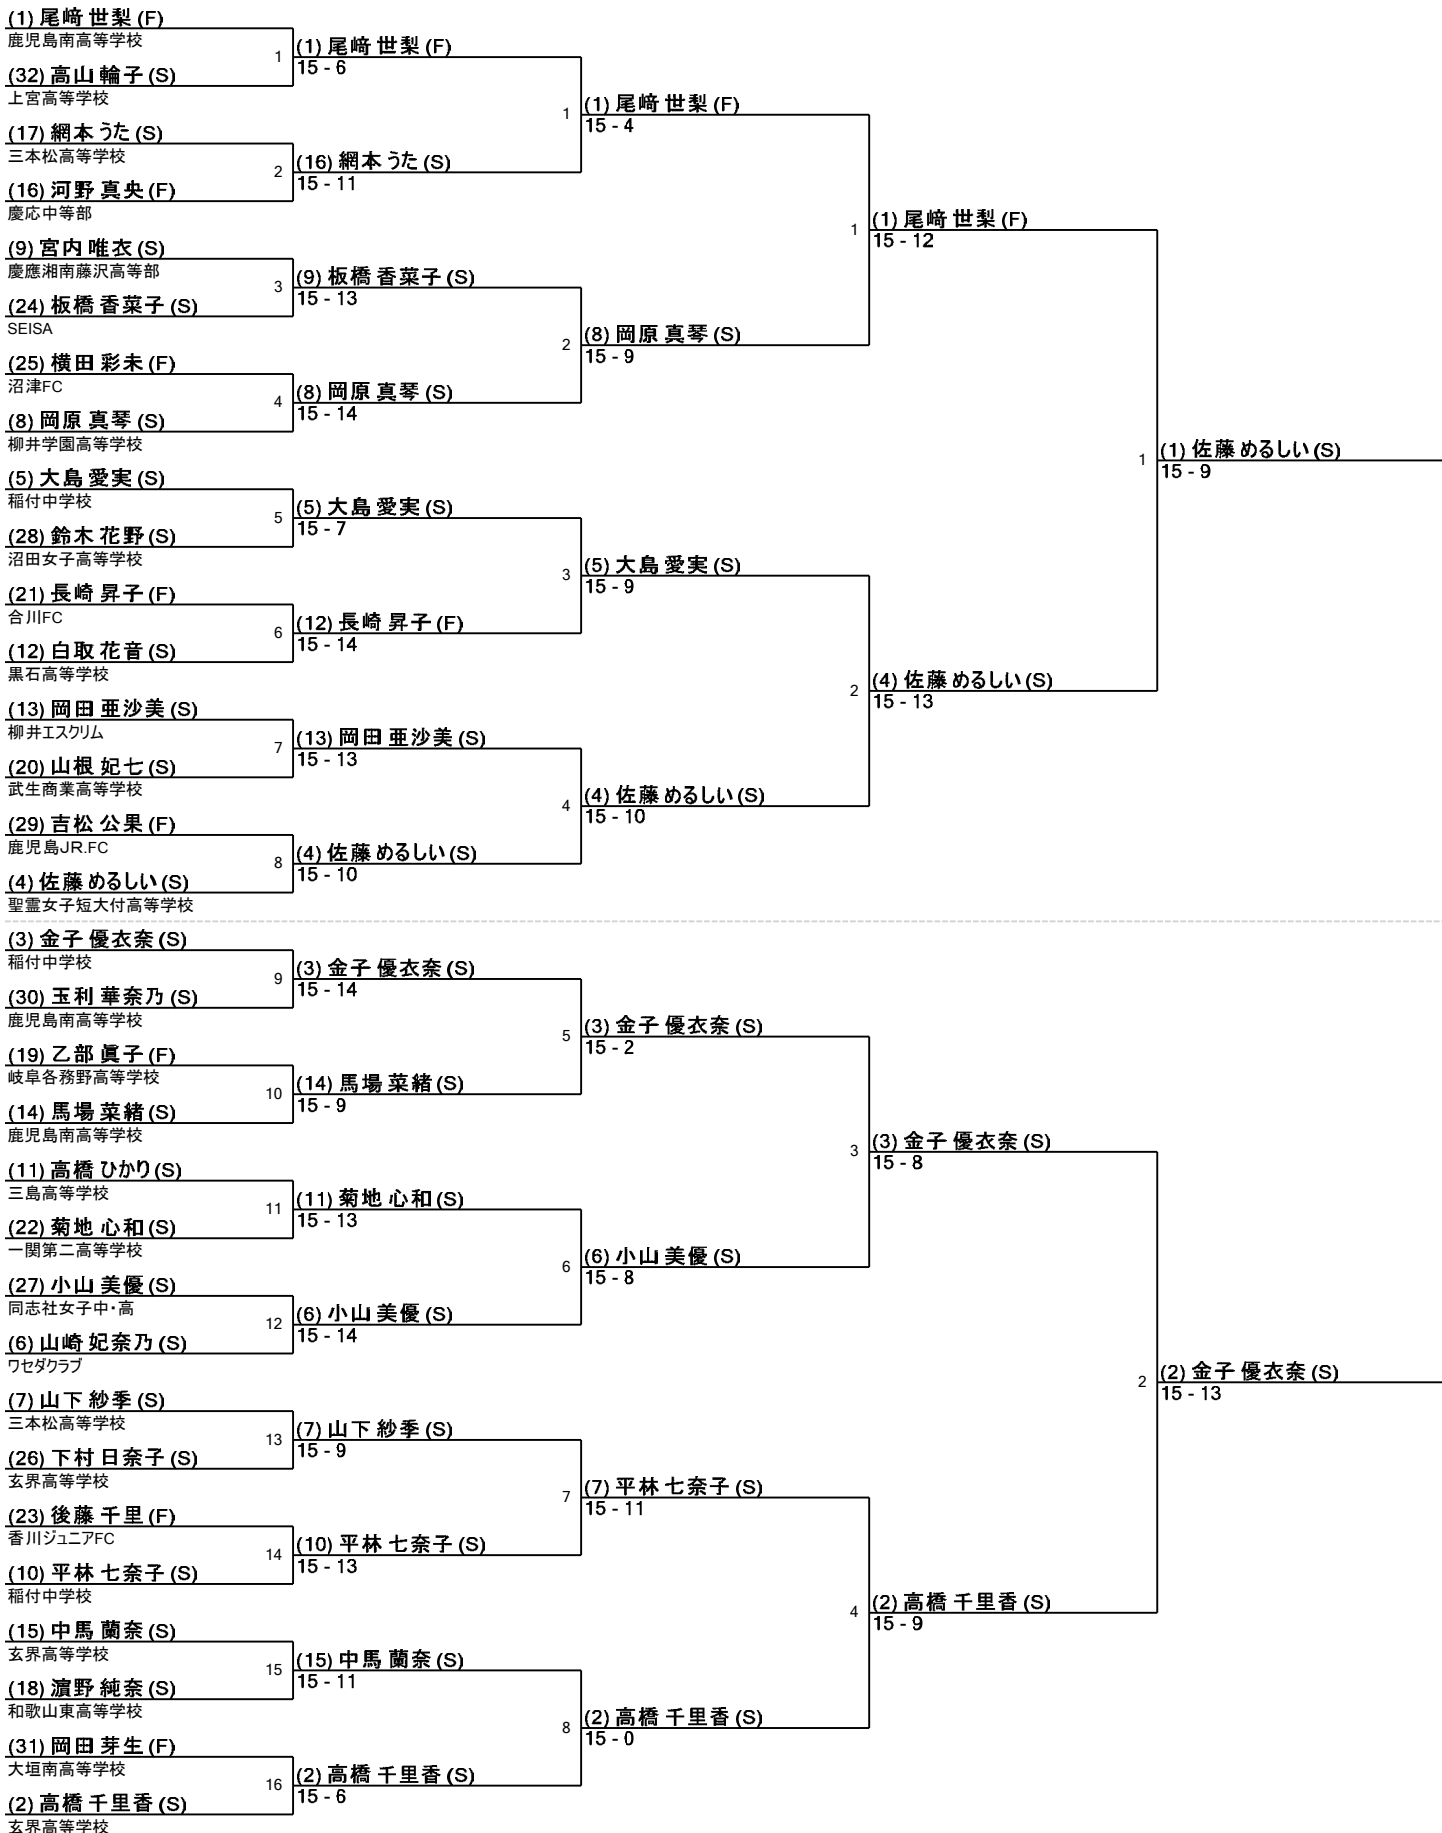 (1) 尾﨑 世梨 (F)
鹿児島南高等学校
(32) 高山 輪子 (S)
上宮高等学校
(17) 網本 うた (S)
三本松高等学校
(16) 河野 真央 (F)
慶応中等部
(9) 宮内 唯衣 (S)
慶應湘南藤沢高等部
(24) 板橋 香菜子 (S)
SEISA
(25) 横田 彩未 (F)
沼津FC
(8) 岡原 真琴 (S)
柳井学園高等学校
(5) 大島 愛実 (S)
稲付中学校
(28) 鈴木 花野 (S)
沼田女子高等学校
(21) 長崎 昇子 (F)
合川FC
(12) 白取 花音 (S)
黒石高等学校
(13) 岡田 亜沙美 (S)
柳井エスクリム
(20) 山根 妃七 (S)
武生商業高等学校
(29) 吉松 公果 (F)
鹿児島JR.FC
(4) 佐藤 めるしい (S)
聖霊女子短大付高等学校
(3) 金子 優衣奈 (S)
稲付中学校
(30) 玉利 華奈乃 (S)
鹿児島南高等学校
(19) 乙部 眞子 (F)
岐阜各務野高等学校
(14) 馬場 菜緒 (S)
鹿児島南高等学校
(11) 高橋 ひかり (S)
三島高等学校
(22) 菊地 心和 (S)
一関第二高等学校
(27) 小山 美優 (S)
同志社女子中・高
(6) 山崎 妃奈乃 (S)
ワセダクラブ
(7) 山下 紗季 (S)
三本松高等学校
(26) 下村 日奈子 (S)
玄界高等学校
(23) 後藤 千里 (F)
香川ジュニアFC
(10) 平林 七奈子 (S)
稲付中学校
(15) 中馬 蘭奈 (S)
玄界高等学校
(18) 濵野 純奈 (S)
和歌山東高等学校
(31) 岡田 芽生 (F)
大垣南高等学校
(2) 高橋 千里香 (S)
玄界高等学校
1
(1) 尾﨑 世梨 (F)
15 - 6
2
(16) 網本 うた (S)
15 - 11
3
(9) 板橋 香菜子 (S)
15 - 13
4
(8) 岡原 真琴 (S)
15 - 14
5
(5) 大島 愛実 (S)
15 - 7
6
(12) 長崎 昇子 (F)
15 - 14
7
(13) 岡田 亜沙美 (S)
15 - 13
8
(4) 佐藤 めるしい (S)
15 - 10
9
(3) 金子 優衣奈 (S)
15 - 14
10
(14) 馬場 菜緒 (S)
15 - 9
11
(11) 菊地 心和 (S)
15 - 13
12
(6) 小山 美優 (S)
15 - 14
13
(7) 山下 紗季 (S)
15 - 9
14
(10) 平林 七奈子 (S)
15 - 13
15
(15) 中馬 蘭奈 (S)
15 - 11
16
(2) 高橋 千里香 (S)
15 - 6
1
(1) 尾﨑 世梨 (F)
15 - 4
2
(8) 岡原 真琴 (S)
15 - 9
3
(5) 大島 愛実 (S)
15 - 9
4
(4) 佐藤 めるしい (S)
15 - 10
5
(3) 金子 優衣奈 (S)
15 - 2
6
(6) 小山 美優 (S)
15 - 8
7
(7) 平林 七奈子 (S)
15 - 11
8
(2) 高橋 千里香 (S)
15 - 0
1
(1) 尾﨑 世梨 (F)
15 - 12
2
(4) 佐藤 めるしい (S)
15 - 13
3
(3) 金子 優衣奈 (S)
15 - 8
4
(2) 高橋 千里香 (S)
15 - 9
1
(1) 佐藤 めるしい (S)
15 - 9
2
(2) 金子 優衣奈 (S)
15 - 13